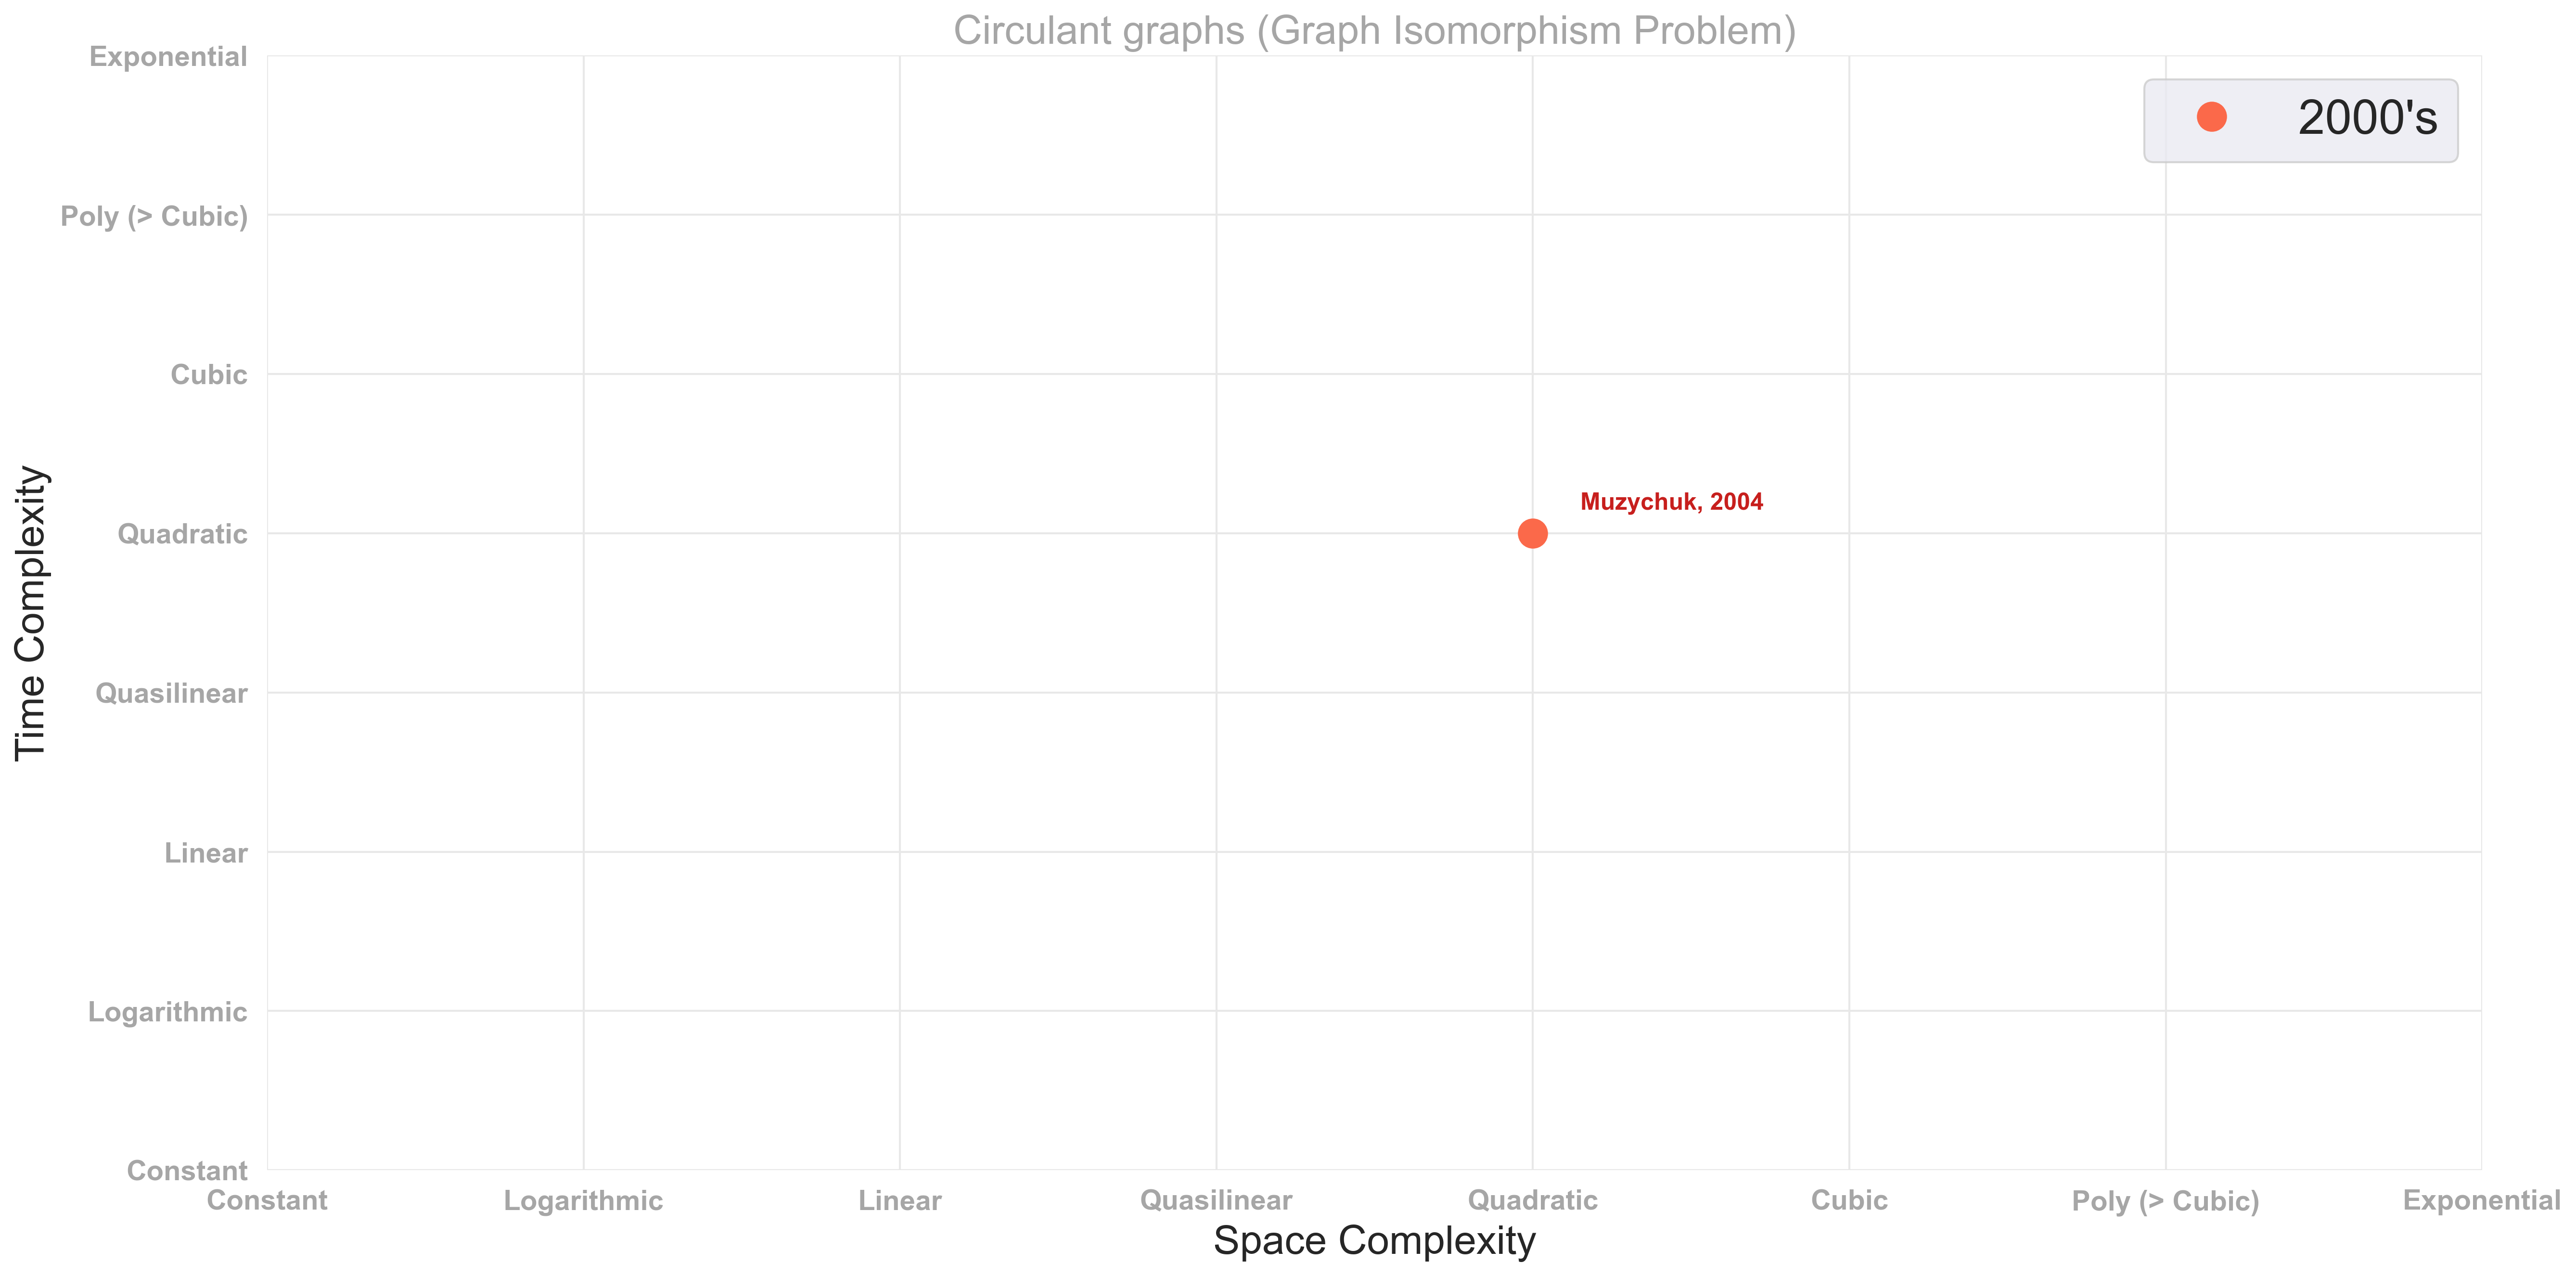 Circulant graphs (Graph Isomorphism Problem)
2000's
Time Complexity
Exponential
Poly (> Cubic)
Cubic
Quadratic
Quasilinear
Linear
Logarithmic
Constant
Muzychuk, 2004
Constant Logarithmic Linear Quasilinear Quadratic Cubic Poly (> Cubic) Exponential
Space Complexity